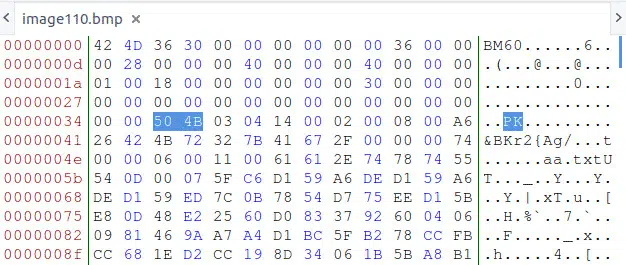 image110.bmp ×
00000000 42 4D 36 30 00 00 00 00 00 00 36 00 00 BM60......6..
0000000d 00 28 00 00 00 40 00 00 00 40 00 00 00 .(...@...@...
0000001a 01 00 18 00 00 00 00 00 00 30 00 00 00 .........0...
00000027 00 00 00 00 00 00 00 00 00 00 00 00 00 .............
00000034 00 00 50 4B 03 04 14 00 02 00 08 00 A6 ..PK.........
00000041 26 42 4B 72 32 7B 41 67 2F 00 00 00 74 &BKr2{Ag/...t
0000004e 00 00 06 00 11 00 61 61 2E 74 78 74 55 ......aa.txtU
0000005b 54 0D 00 07 5F C6 D1 59 A6 DE D1 59 A6 T..._..Y...Y.
00000068 DE D1 59 ED 7C 0B 78 54 D7 75 EE D1 5B ..Y.|.xT.u..[
00000075 E8 0D 48 E2 25 60 D0 83 37 92 60 04 06 ..H.%`..7.`..
00000082 09 81 46 9A A7 A4 D1 BC 5F B2 78 CC FB ..F....._.x..
0000008f CC 68 1E D2 CC 19 8D 34 06 1B 5B A8 B1 .h.....4..[..